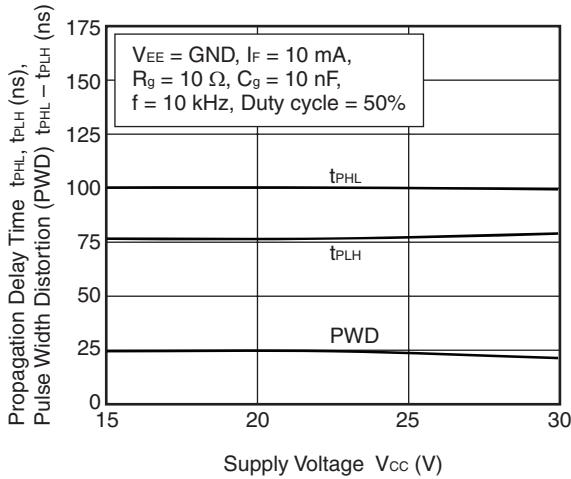 Propagation Delay Time tPHL, tPLH (ns),
Pulse Width Distortion (PWD) tPHL – tPLH (ns)
175
150
125
100
75
50
25
0
VEE = GND, IF = 10 mA,
Rg = 10 Ω, Cg = 10 nF,
f = 10 kHz, Duty cycle = 50%
tPHL
tPLH
PWD
15 20 25 30
Supply Voltage VCC (V)